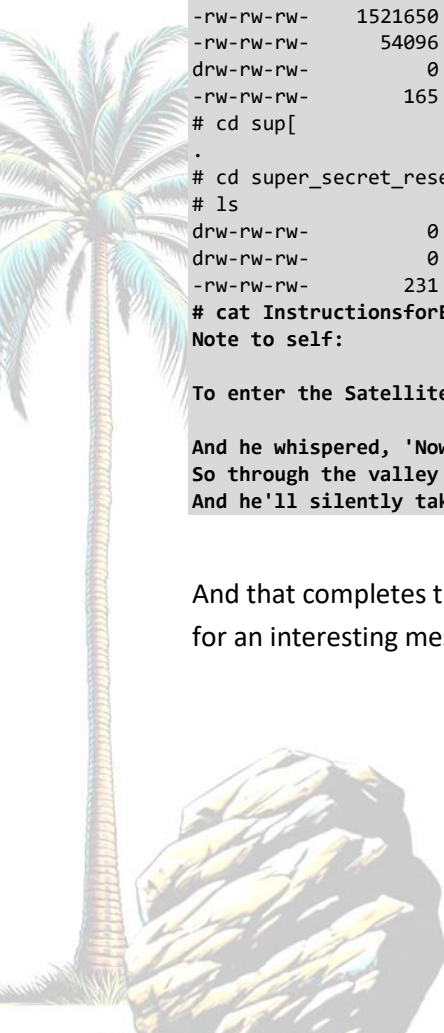 -rw-rw-rw- 1521650
-rw-rw-rw- 54096
drw-rw-rw- 0
-rw-rw-rw- 165
# cd sup[
.
# cd super_secret_rese
# ls
drw-rw-rw- 0
drw-rw-rw- 0
-rw-rw-rw- 231
# cat Instructionsfor
Note to self:
To enter the Satellite
And he whispered, 'Now
So through the valley
And he'll silently tak
And that completes t
for an interesting me